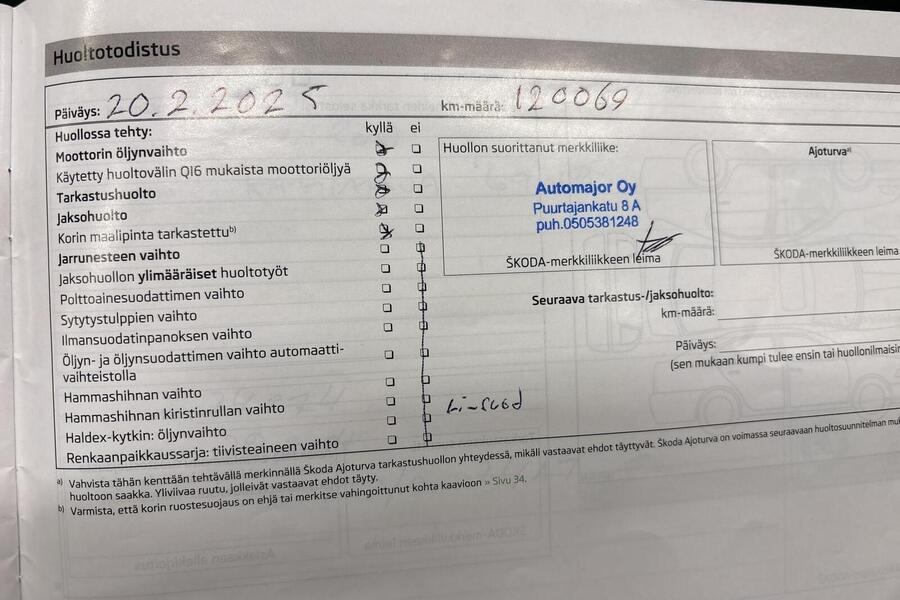 Huoltotodistus
Päiväys: 20.2.2025
km-määrä: 120069
Huollossa tehty:
kyllä ei
Moottorin öljynvaihto
Käytetty huoltovälin QI6 mukaista moottoriöljyä
Tarkastushuolto
Jaksohuolto
Korin maalipinta tarkastettu b)
Jarrunesteen vaihto
Jaksohuollon ylimääräiset huoltotyöt
Polttoainesuodattimen vaihto
Sytytystulppien vaihto
Ilmansuodatinpanoksen vaihto
Öljyn- ja öljynsuodattimen vaihto automaatti-
vaihteistolla
Hammashihnan vaihto
Hammashihnan kiristinrullan vaihto
Haldex-kytkin: öljynvaihto
Renkaanpaikkaussarja: tiivisteaineen vaihto
Huollon suorittanut merkkiliike:
Automajor Oy
Puurtajankatu 8 A
puh.0505381248
ŠKODA-merkkiliikkeen leima
Ajoturva a)
ŠKODA-merkkiliikkeen leima
Seuraava tarkastus-/jaksohuolto:
km-määrä:
Päiväys:
(sen mukaan kumpi tulee ensin tai
a) Vahvista tähän kenttään tehtävällä merkinnällä Škoda Ajoturva tarkastushuollon yhteydessä, mikäli vastaavat ehdot täyttyvät. Škoda Ajoturva on voimassa seuraavaan huoltosuunnitelman
huoltoon saakka. Yliviivaa ruutu, jolleivät vastaavat ehdot täyty.
b) Varmista, että korin ruostesuojaus on ehjä tai merkitse vahingoittunut kohta kaavioon » Sivu 34.